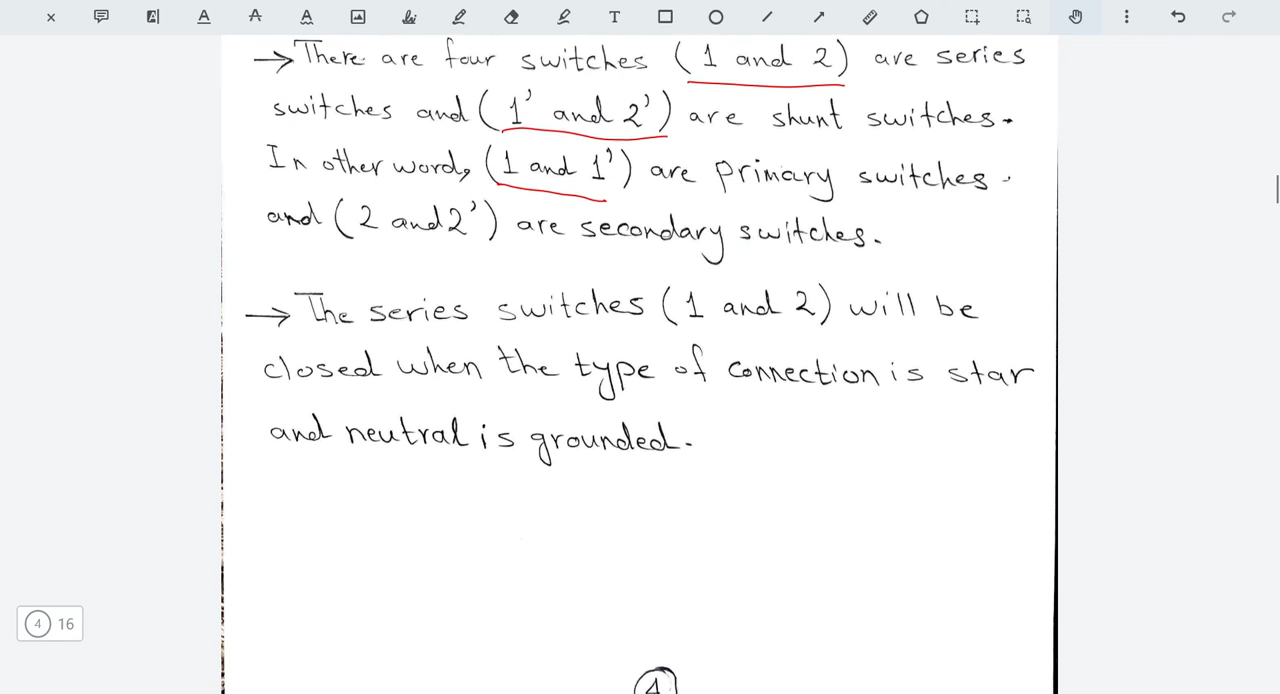 → There are four switches (1 and 2) are series
switches and (1' and 2') are shunt switches.
In other word, (1 and 1') are primary switches.
and (2 and 2') are secondary switches.
→ The series switches (1 and 2) will be
closed when the type of connection is star
and neutral is grounded.
4 16
4